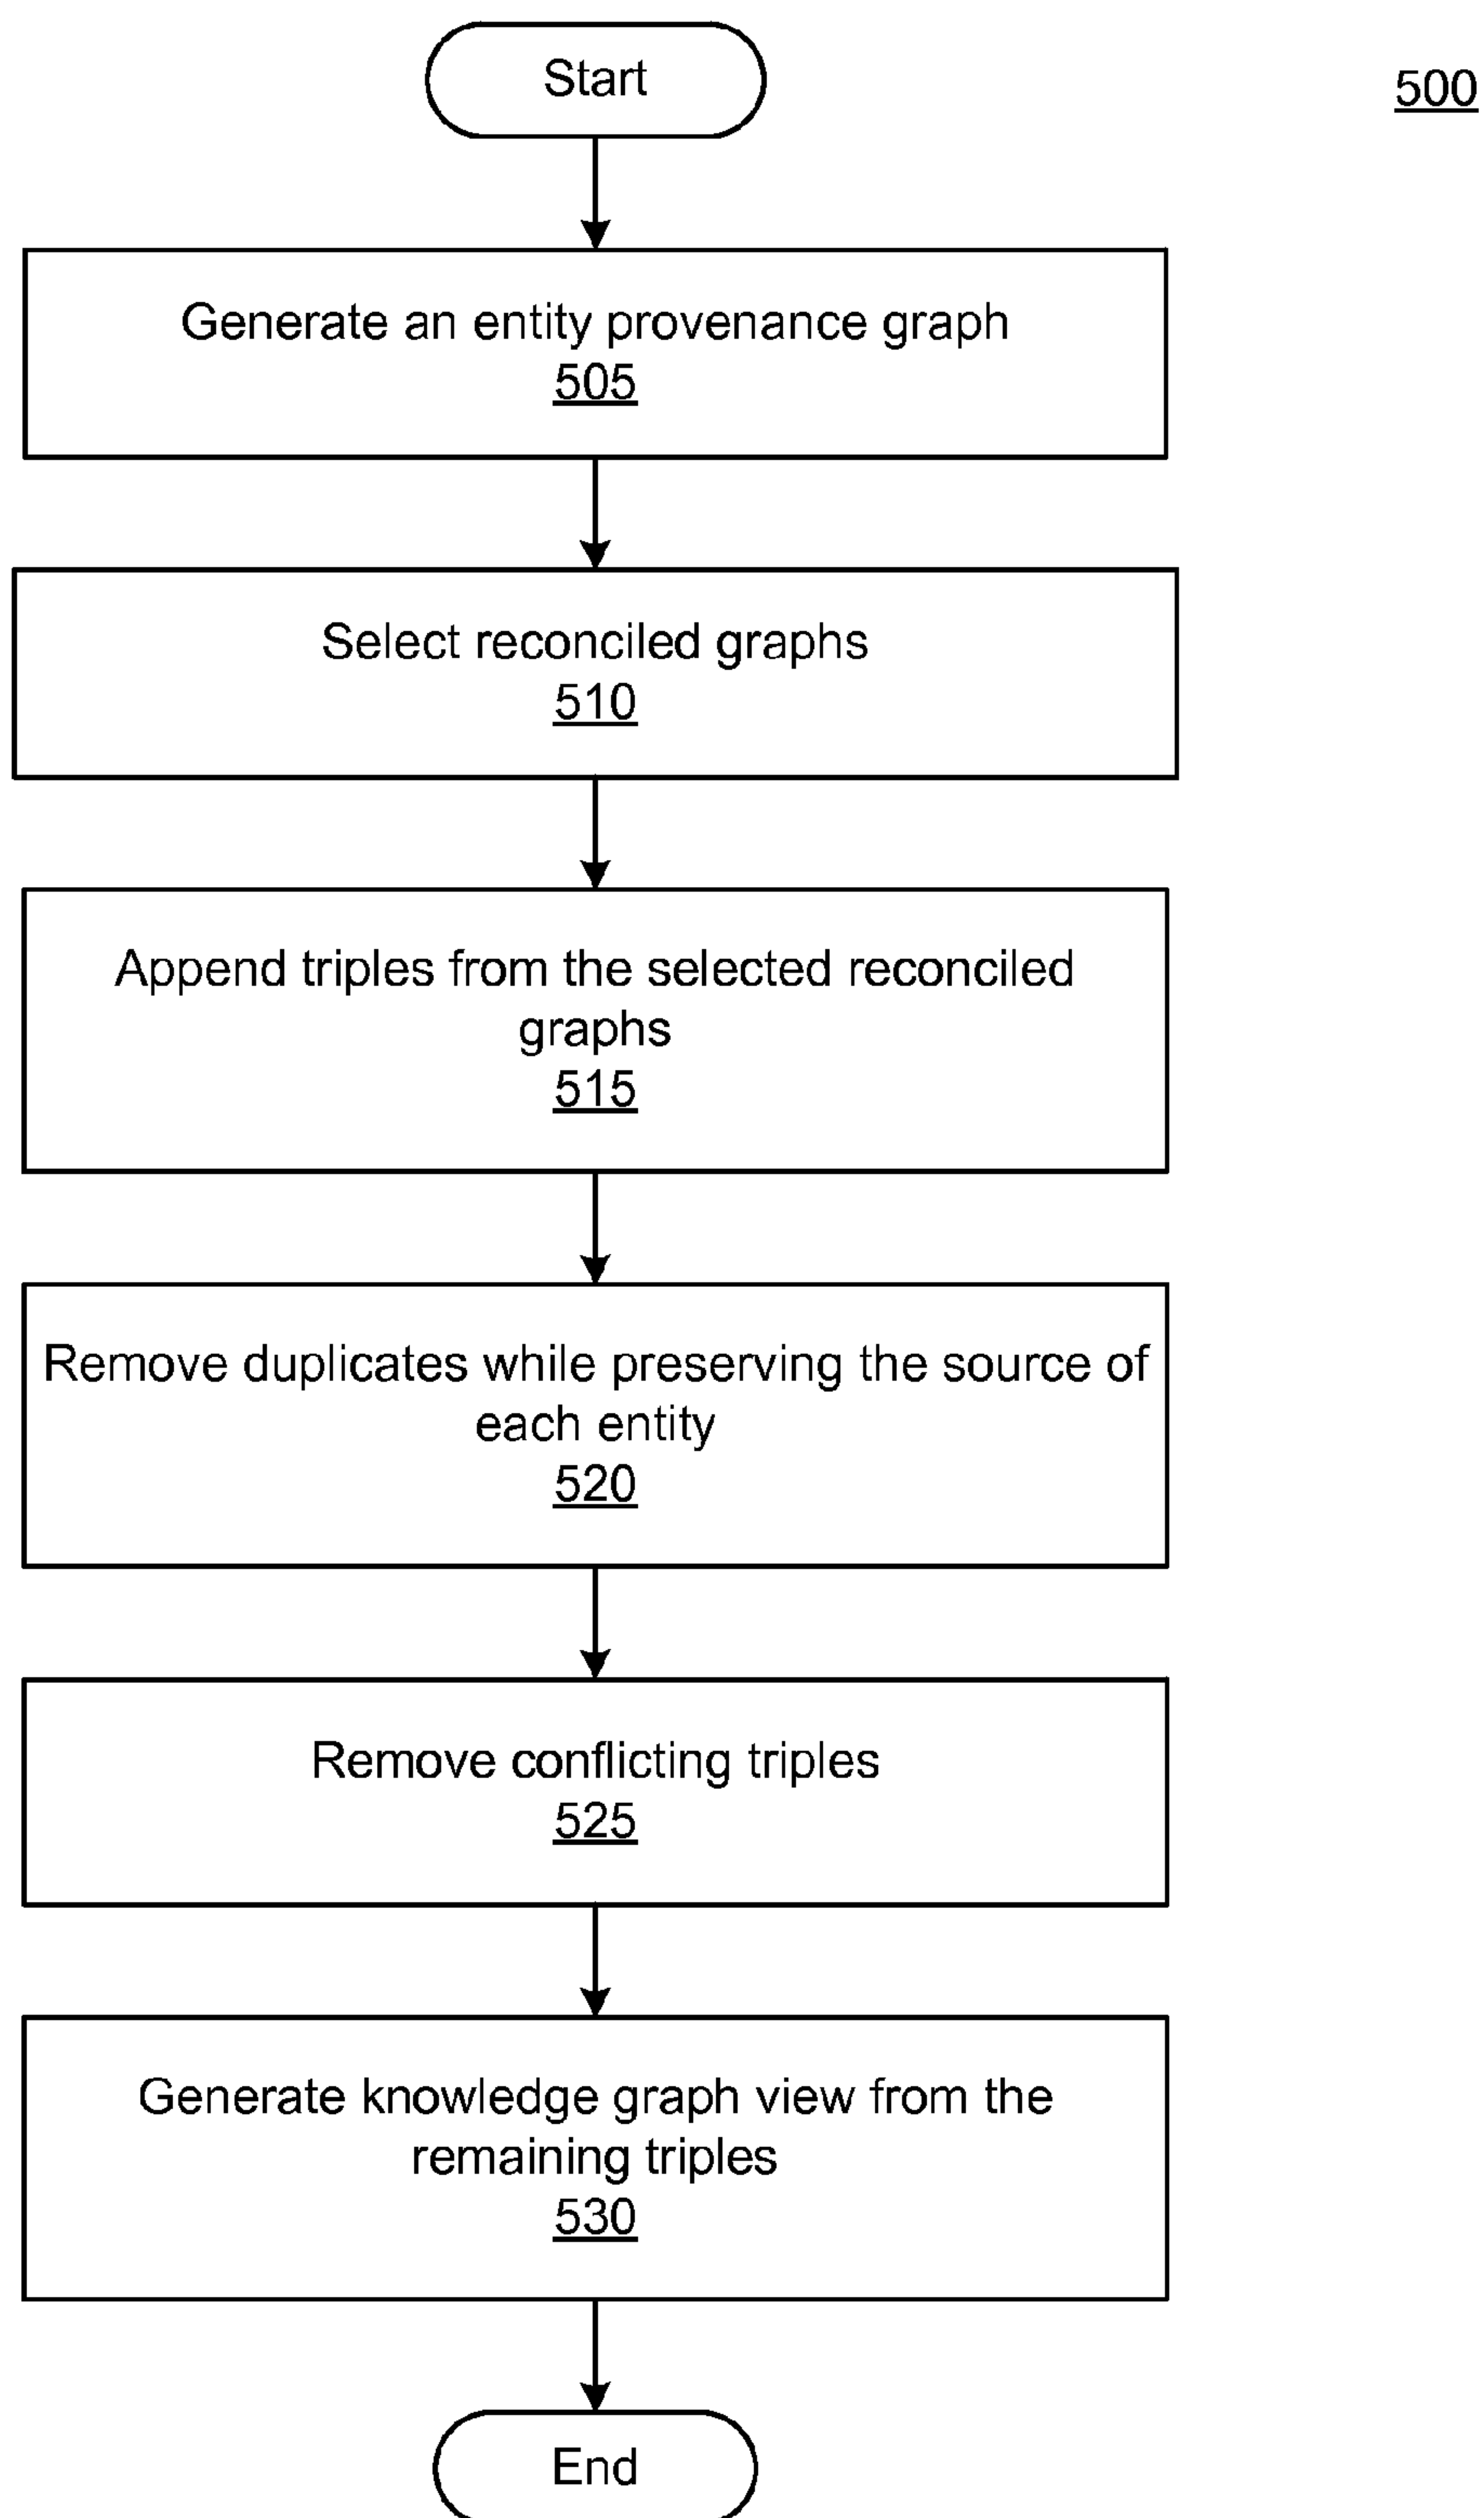 Start
500
Generate an entity provenance graph
505
Select reconciled graphs
510
Append triples from the selected reconciled
graphs
515
Remove duplicates while preserving the source of
each entity
520
Remove conflicting triples
525
Generate knowledge graph view from the
remaining triples
530
End